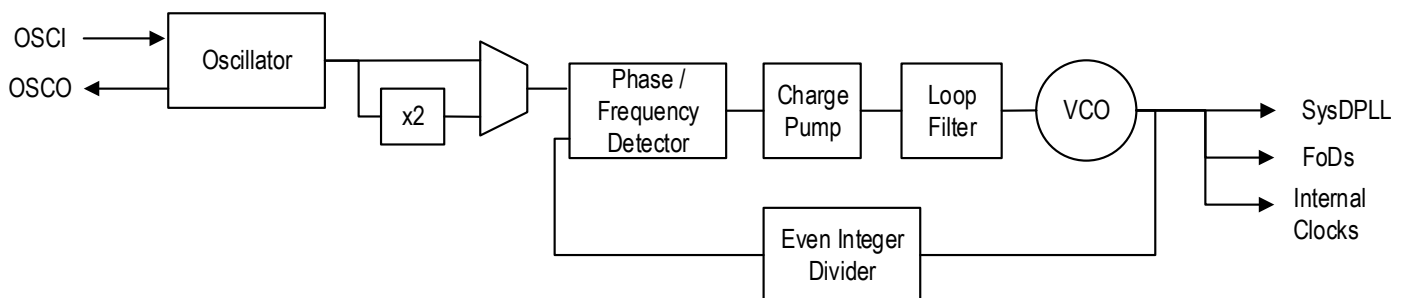 OSCI
OSCO
Oscillator
x2
Phase /
Frequency
Detector
Charge
Pump
Loop
Filter
VCO
SysDPLL
FoDs
Internal
Clocks
Even Integer
Divider